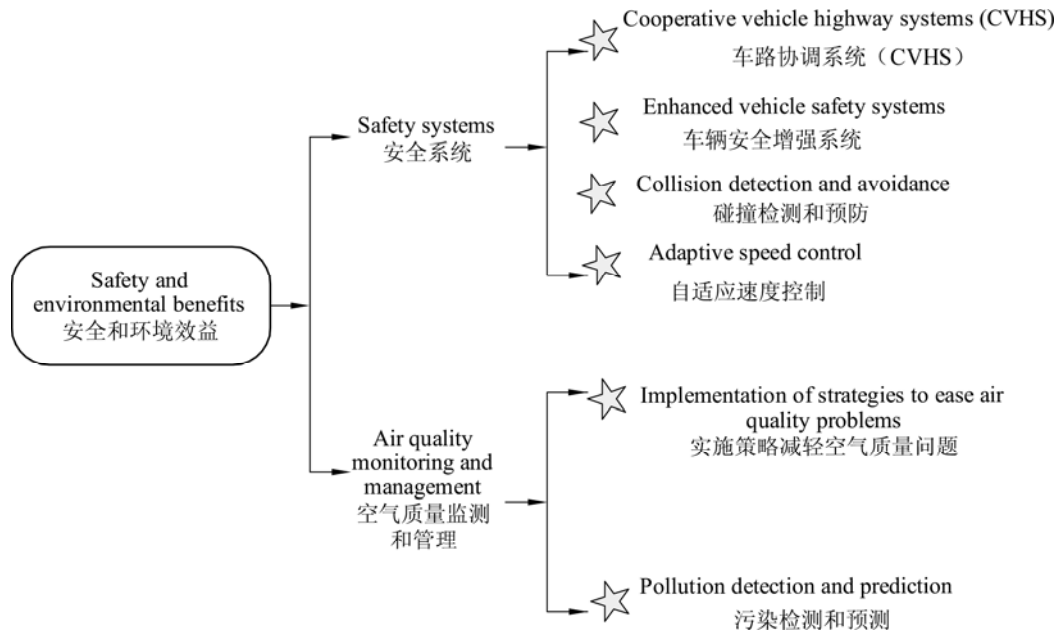 Safety and
environmental benefits
安全和环境效益
Safety systems
安全系统
Cooperative vehicle highway systems (CVHS)
车路协调系统（CVHS）
Enhanced vehicle safety systems
车辆安全增强系统
Collision detection and avoidance
碰撞检测和预防
Adaptive speed control
自适应速度控制
Air quality
monitoring and
management
空气质量监测
和管理
Implementation of strategies to ease air
quality problems
实施策略减轻空气质量问题
Pollution detection and prediction
污染检测和预测